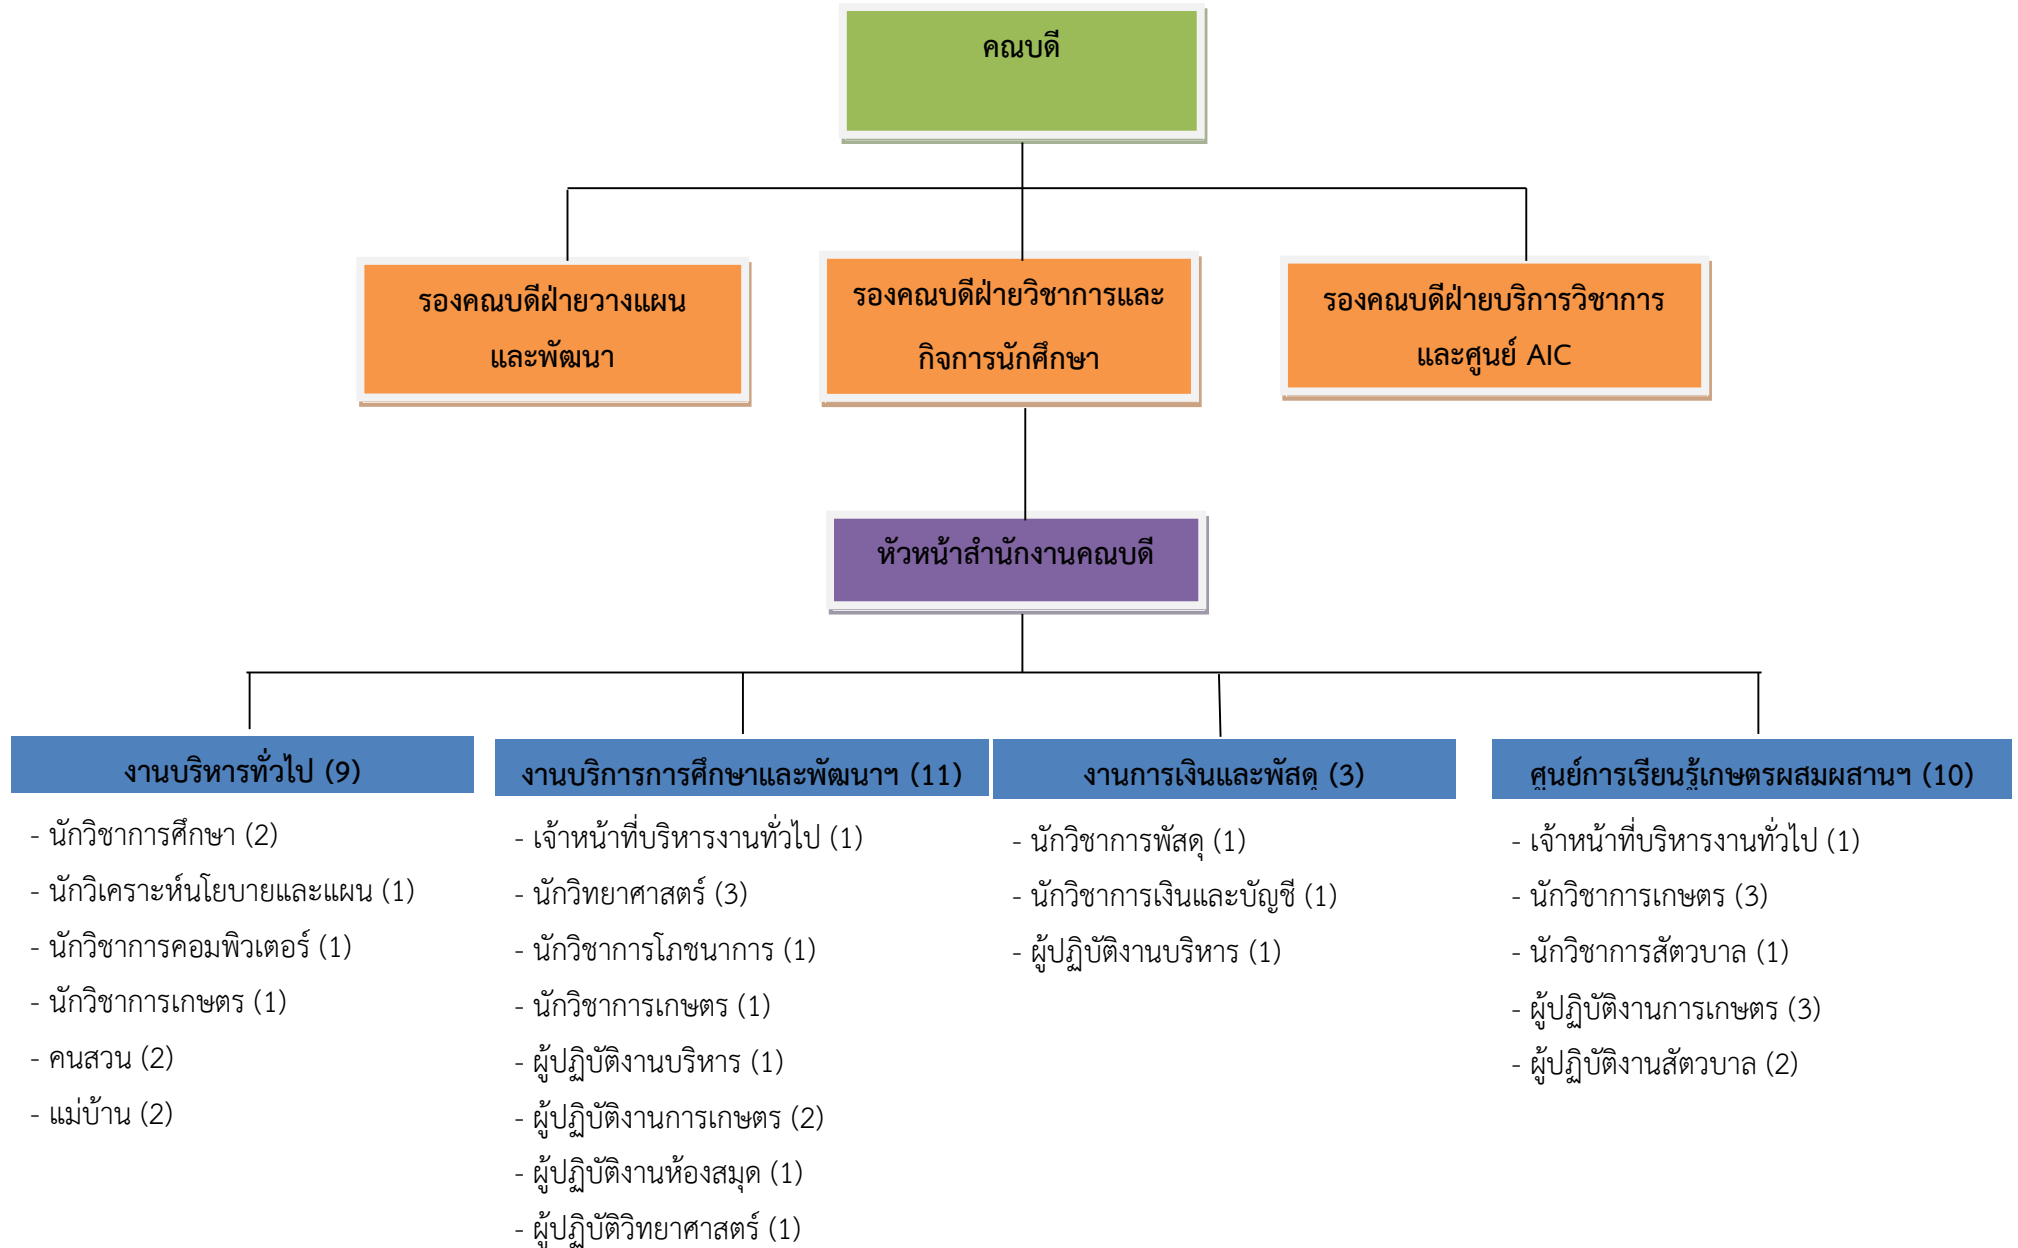 คณบดี
รองคณบดีฝ่ายวางแผน
และพัฒนา
รองคณบดีฝ่ายวิชาการและ
กิจการนักศึกษา
รองคณบดีฝ่ายบริการวิชาการ
และศูนย์ AIC
หัวหน้าสำนักงานคณบดี
งานบริหารทั่วไป (9)
- นักวิชาการศึกษา (2)
- นักวิเคราะห์นโยบายและแผน (1)
- นักวิชาการคอมพิวเตอร์ (1)
- นักวิชาการเกษตร (1)
- คนสวน (2)
- แม่บ้าน (2)
งานบริการการศึกษาและพัฒนาฯ (11)
- เจ้าหน้าที่บริหารงานทั่วไป (1)
- นักวิทยาศาสตร์ (3)
- นักวิชาการโภชนาการ (1)
- นักวิชาการเกษตร (1)
- ผู้ปฏิบัติงานบริหาร (1)
- ผู้ปฏิบัติงานการเกษตร (2)
- ผู้ปฏิบัติงานห้องสมุด (1)
- ผู้ปฏิบัติวิทยาศาสตร์ (1)
งานการเงินและพัสดุ (3)
- นักวิชาการพัสดุ (1)
- นักวิชาการเงินและบัญชี (1)
- ผู้ปฏิบัติงานบริหาร (1)
ศูนย์การเรียนรู้เกษตรผสมผสานฯ (10)
- เจ้าหน้าที่บริหารงานทั่วไป (1)
- นักวิชาการเกษตร (3)
- นักวิชาการสัตวบาล (1)
- ผู้ปฏิบัติงานการเกษตร (3)
- ผู้ปฏิบัติงานสัตวบาล (2)